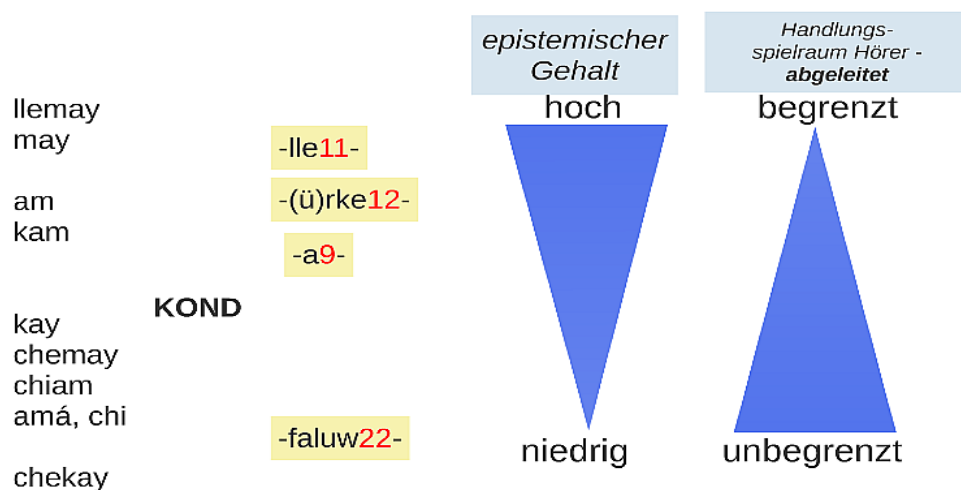 epistemischer
Gehalt
Handlungs-
spielraum Hörer -
abgeleitet
hoch
begrenzt
llemay
may
-lle11-
am
-(ü)rke12-
kam
-a9-
KOND
kay
chemay
chiam
amá, chi
-faluw22-
niedrig
unbegrenzt
chekay